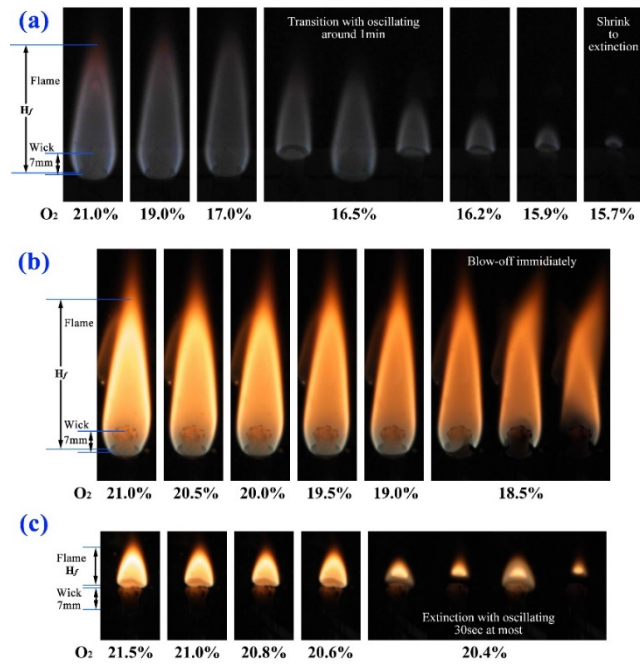 (a)
Transition with oscillating
around 1min
Shrink
to
extinction
Flame
Hf
Wick
7mm
O2 21.0% 19.0% 17.0% 16.5% 16.2% 15.9% 15.7%
(b)
Blow-off immidiately
Flame
Hf
Wick
7mm
O2 21.0% 20.5% 20.0% 19.5% 19.0% 18.5%
(c)
Flame
Hf
Wick
7mm
Extinction with oscillating
30sec at most
O2 21.5% 21.0% 20.8% 20.6% 20.4%